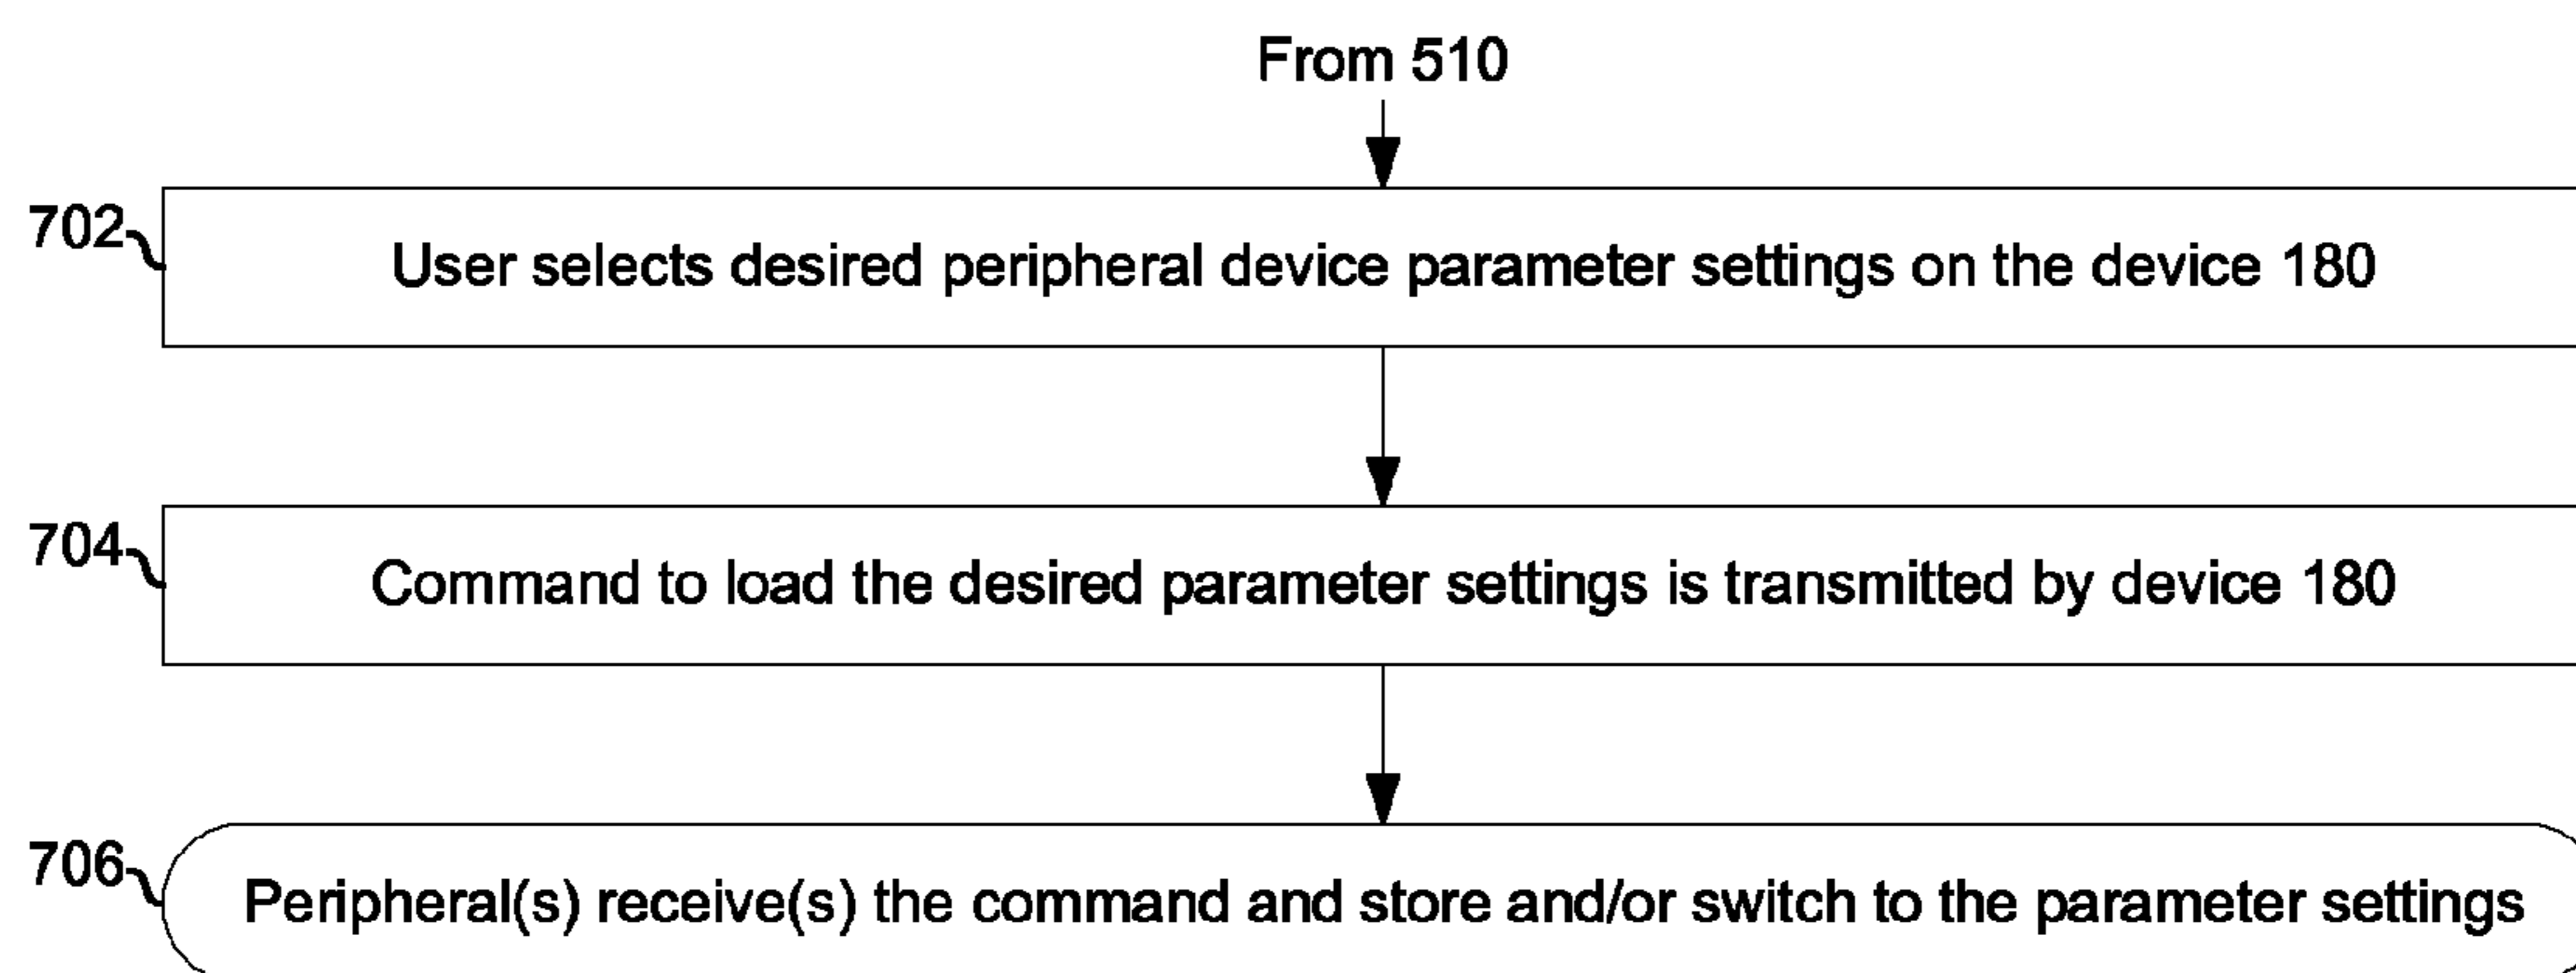 From 510
702
User selects desired peripheral device parameter settings on the device 180
704
Command to load the desired parameter settings is transmitted by device 180
706
Peripheral(s) receive(s) the command and store and/or switch to the parameter settings